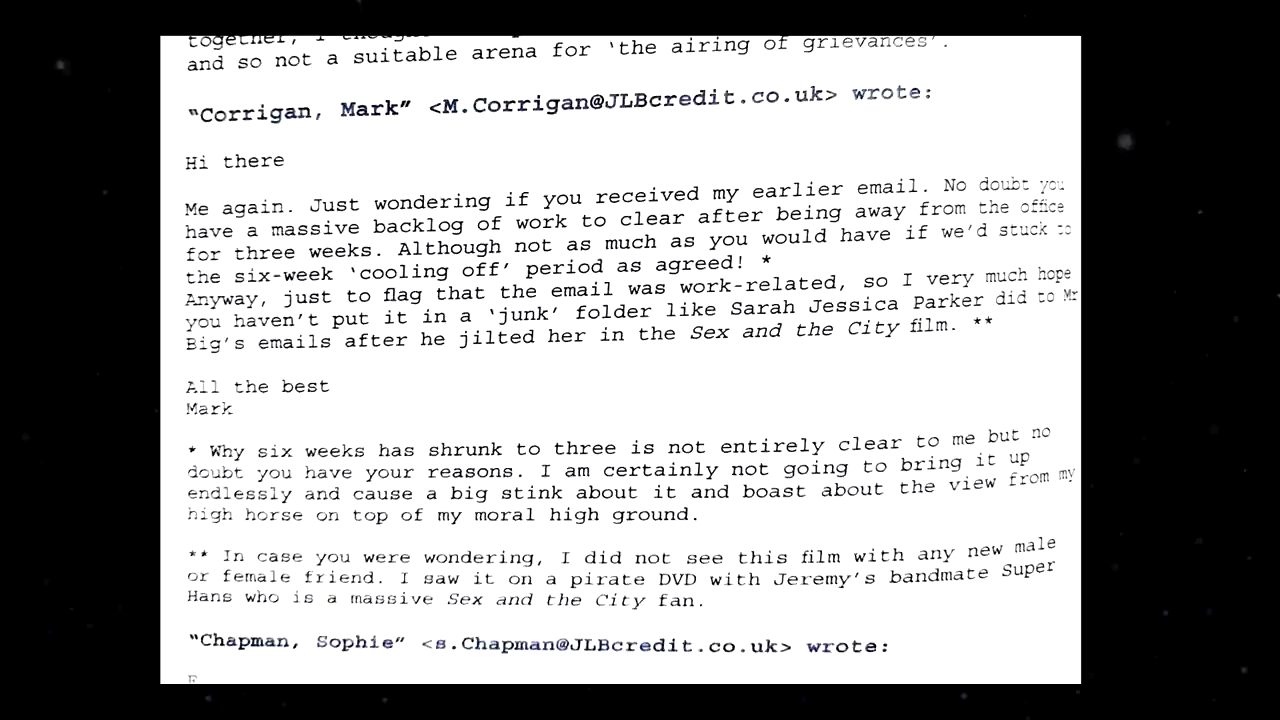 together, I
and so not a suitable arena for ‘the airing of grievances’.
“Corrigan, Mark” <M.Corrigan@JLBcredit.co.uk> wrote:
Hi there
Me again. Just wondering if you received my earlier email. No doubt you
have a massive backlog of work to clear after being away from the office
for three weeks. Although not as much as you would have if we’d stuck to
the six-week ‘cooling off’ period as agreed! *
Anyway, just to flag that the email was work-related, so I very much hope
you haven’t put it in a ‘junk’ folder like Sarah Jessica Parker did to Mr
Big’s emails after he jilted her in the Sex and the City film. **
All the best
Mark
* Why six weeks has shrunk to three is not entirely clear to me but no
doubt you have your reasons. I am certainly not going to bring it up
endlessly and cause a big stink about it and boast about the view from my
high horse on top of my moral high ground.
** In case you were wondering, I did not see this film with any new male
or female friend. I saw it on a pirate DVD with Jeremy’s bandmate Super
Hans who is a massive Sex and the City fan.
“Chapman, Sophie” <s.Chapman@JLBcredit.co.uk> wrote: